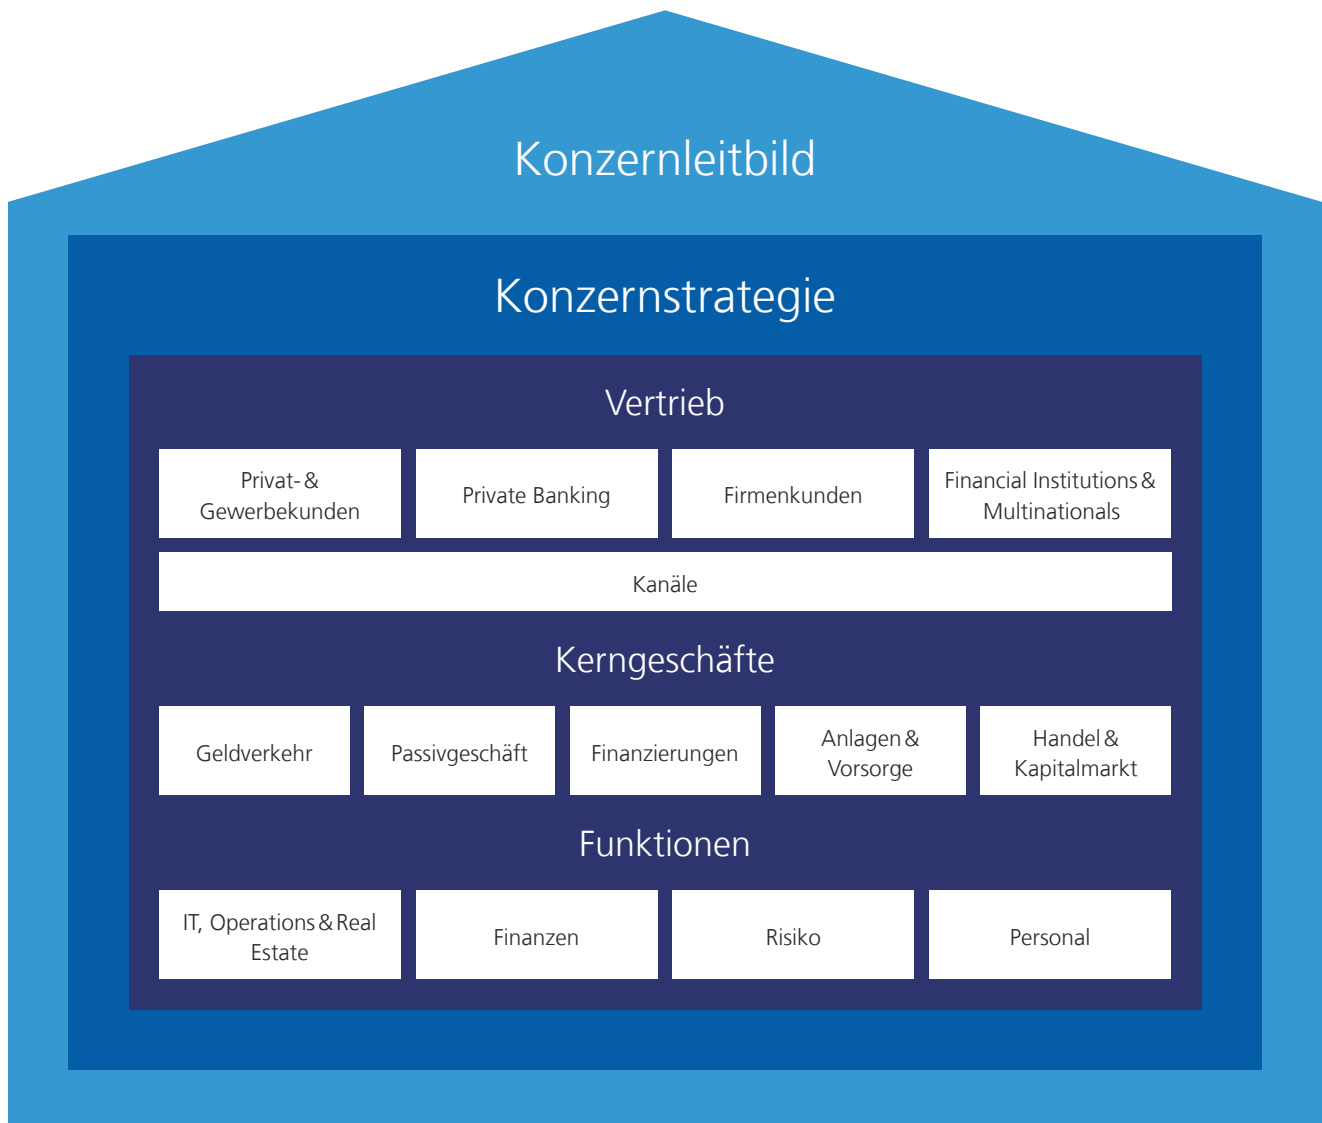 Konzernleitbild
Konzernstrategie
Vertrieb
Privat- &
Gewerbekunden
Private Banking
Firmenkunden
Financial Institutions &
Multinationals
Kanäle
Kerngeschäfte
Geldverkehr
Passivgeschäft
Finanzierungen
Anlagen &
Vorsorge
Handel &
Kapitalmarkt
Funktionen
IT, Operations & Real
Estate
Finanzen
Risiko
Personal